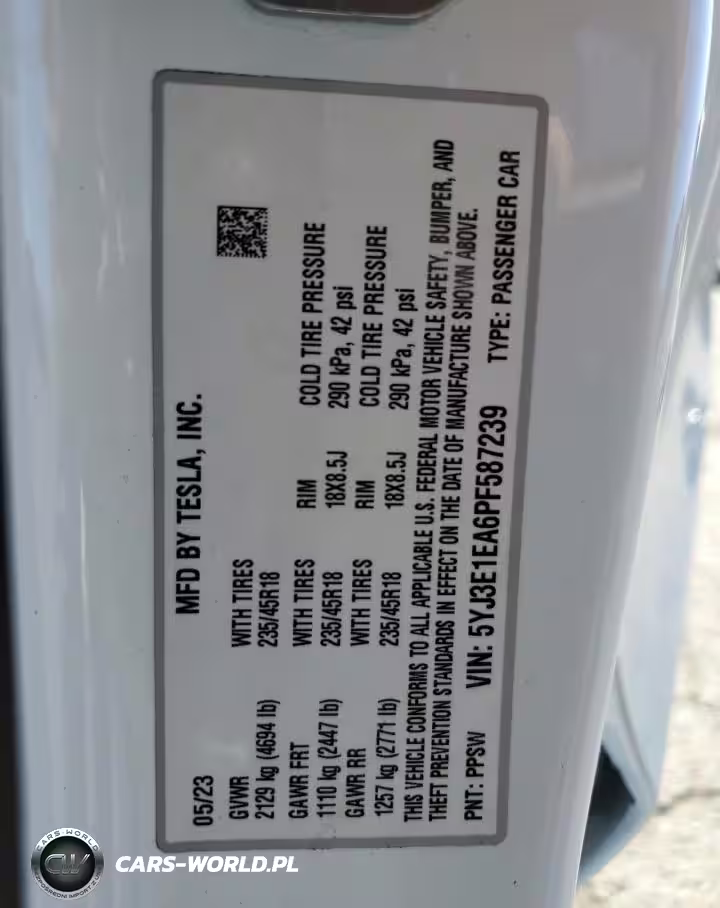 MFD BY TESLA, INC.
05/23
GVWR WITH TIRES
2129 kg (4694 lb) 235/45R18
GAWR FRT WITH TIRES RIM COLD TIRE PRESSURE
1110 kg (2447 lb) 235/45R18 18X8.5J 290 kPa, 42 psi
GAWR RR WITH TIRES RIM COLD TIRE PRESSURE
1257 kg (2771 lb) 235/45R18 18X8.5J 290 kPa, 42 psi
THIS VEHICLE CONFORMS TO ALL APPLICABLE U.S. FEDERAL MOTOR VEHICLE SAFETY, BUMPER, AND
THEFT PREVENTION STANDARDS IN EFFECT ON THE DATE OF MANUFACTURE SHOWN ABOVE.
PNT: PPSW VIN: 5YJ3E1EA6PF587239 TYPE: PASSENGER CAR
CARS-WORLD
CW
CARS-WORLD.PL